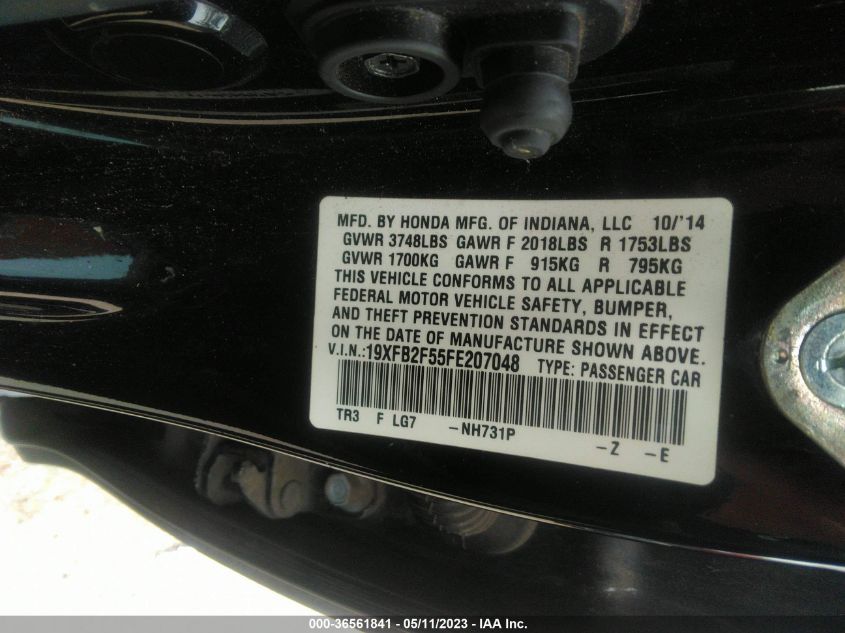 MFD. BY HONDA MFG. OF INDIANA, LLC 10/'14
GVWR 3748LBS GAWR F 2018LBS R 1753LBS
GVWR 1700KG GAWR F 915KG R 795KG
THIS VEHICLE CONFORMS TO ALL APPLICABLE
FEDERAL MOTOR VEHICLE SAFETY, BUMPER,
AND THEFT PREVENTION STANDARDS IN EFFECT
ON THE DATE OF MANUFACTURE SHOWN ABOVE.
V.I.N.:19XFB2F55FE207048 TYPE: PASSENGER CAR
TR3 F LG7 -NH731P -Z -E
000-36561841 - 05/11/2023 - IAA Inc.